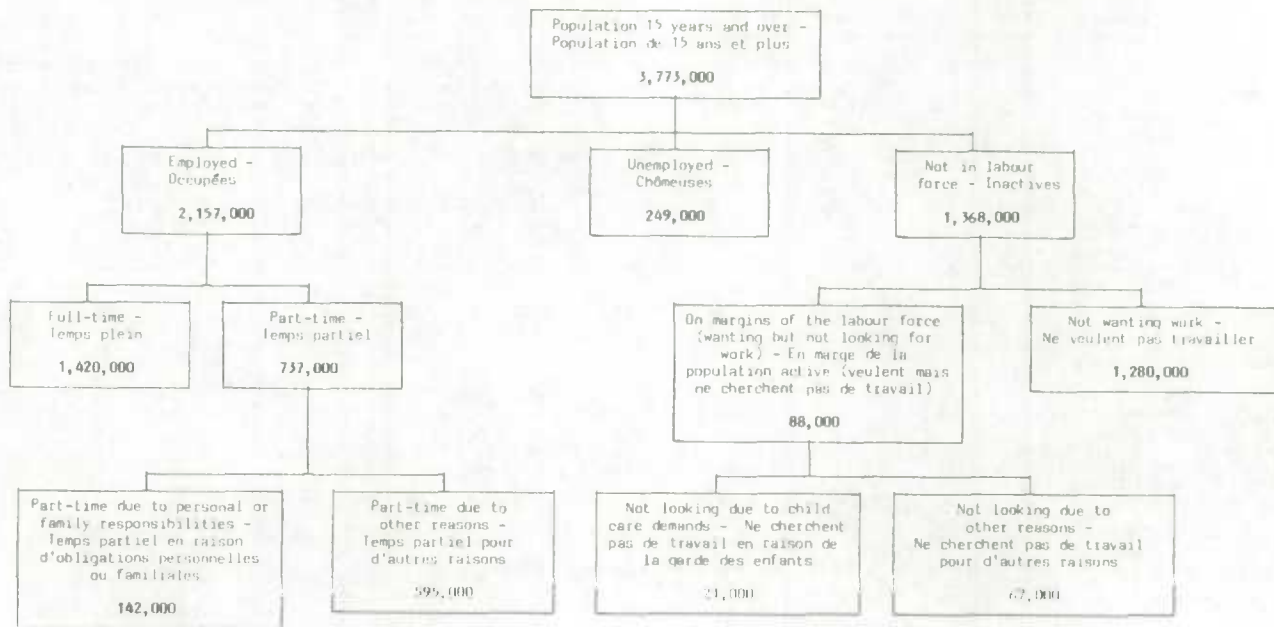 Population 15 years and over -
Population de 15 ans et plus
3,773,000
Employed -
Occupées
2,157,000
Unemployed -
Chômeuses
249,000
Not in labour
force - Inactives
1,368,000
Full-time -
Temps plein
1,420,000
Part-time -
Temps partiel
737,000
On margins of the labour force
(wanting but not looking for
work) - En marge de la
population active (veulent mais
ne cherchent pas de travail)
88,000
Not wanting work -
Ne veulent pas travailler
1,280,000
Part-time due to personal or
family responsibilities -
Temps partiel en raison
d'obligations personnelles
ou familiales
142,000
Part-time due to
other reasons -
Temps partiel pour
d'autres raisons
595,000
Not looking due to child
care demands - Ne cherchent
pas de travail en raison de
la garde des enfants
21,000
Not looking due to
other reasons -
Ne cherchent pas de travail
pour d'autres raisons
67,000